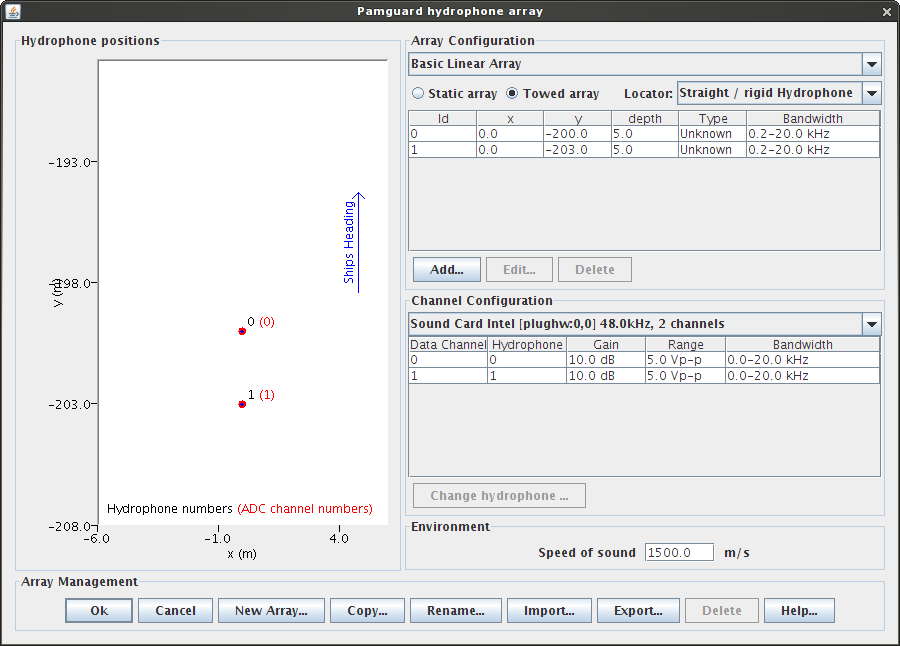 Pamguard hydrophone array
Hydrophone positions
-193.0
-198.0
y (m)
-203.0
-208.0
-6.0 -1.0 4.0
x (m)
Ships Heading
0 (0)
1 (1)
Hydrophone numbers (ADC channel numbers)
Array Configuration
Basic Linear Array
Static array Towed array Locator: Straight / rigid Hydrophone
Id x y depth Type Bandwidth
0 0.0 -200.0 5.0 Unknown 0.2-20.0 kHz
1 0.0 -203.0 5.0 Unknown 0.2-20.0 kHz
Add... Edit... Delete
Channel Configuration
Sound Card Intel [plughw:0,0] 48.0kHz, 2 channels
Data Channel Hydrophone Gain Range Bandwidth
0 0 10.0 dB 5.0 Vp-p 0.0-20.0 kHz
1 1 10.0 dB 5.0 Vp-p 0.0-20.0 kHz
Change hydrophone ...
Environment
Speed of sound 1500.0 m/s
Array Management
Ok Cancel New Array... Copy... Rename... Import... Export... Delete Help...